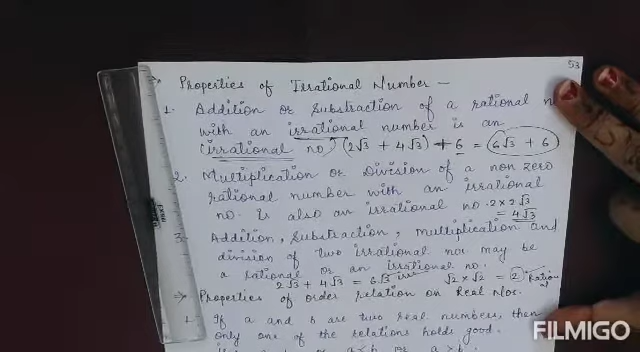 53
⇒ Properties of Irrational Number -
1. Addition or Substraction of a rational
with an irrational number is an
irrational no. (2√3 + 4√3) + 6 = 6√3 + 6
2. Multiplication or Division of a non zero
rational number with an irrational
no. is also an irrational no. 2 x 2√3
= 4√3
3. Addition, Substraction, multiplication and
division of two irrational nos may be
a rational or an irrational no.
2√3 + 4√3 = 6√3 √2 x √2 = 2
⇒ Properties of order relation on Real Nos.
1. If a and b are two real numbers, then
only one of the relations holds good.
a < b or a > b
FILMIGO